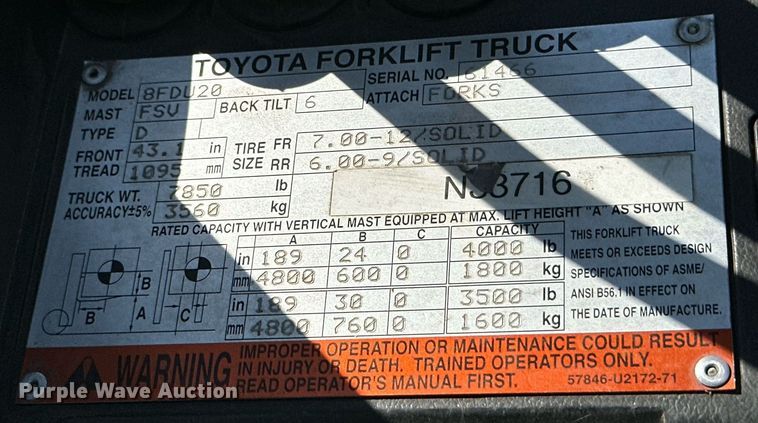 TOYOTA FORKLIFT TRUCK
MODEL 8FDU20 SERIAL NO. 61466
MAST FSV BACK TILT 6 ATTACH FORKS
TYPE D
FRONT TREAD 43.1 in TIRE SIZE FR 7.00-12/SOLID
1095 mm RR 6.00-9/SOLID
TRUCK WT. 7850 lb
ACCURACY±5% 3560 kg
RATED CAPACITY WITH VERTICAL MAST EQUIPPED AT MAX. LIFT HEIGHT "A" AS SHOWN
A B C CAPACITY
in 189 24 0 4000 lb
mm 4800 600 0 1800 kg
in 189 30 0 3500 lb
mm 4800 760 0 1600 kg
B
A
B
C
THIS FORKLIFT TRUCK
MEETS OR EXCEEDS DESIGN
SPECIFICATIONS OF ASME/
ANSI B56.1 IN EFFECT ON
THE DATE OF MANUFACTURE.
WARNING
IMPROPER OPERATION OR MAINTENANCE COULD RESULT
IN INJURY OR DEATH. TRAINED OPERATORS ONLY.
READ OPERATOR'S MANUAL FIRST. 57846-U2172-71
Purple Wave Auction